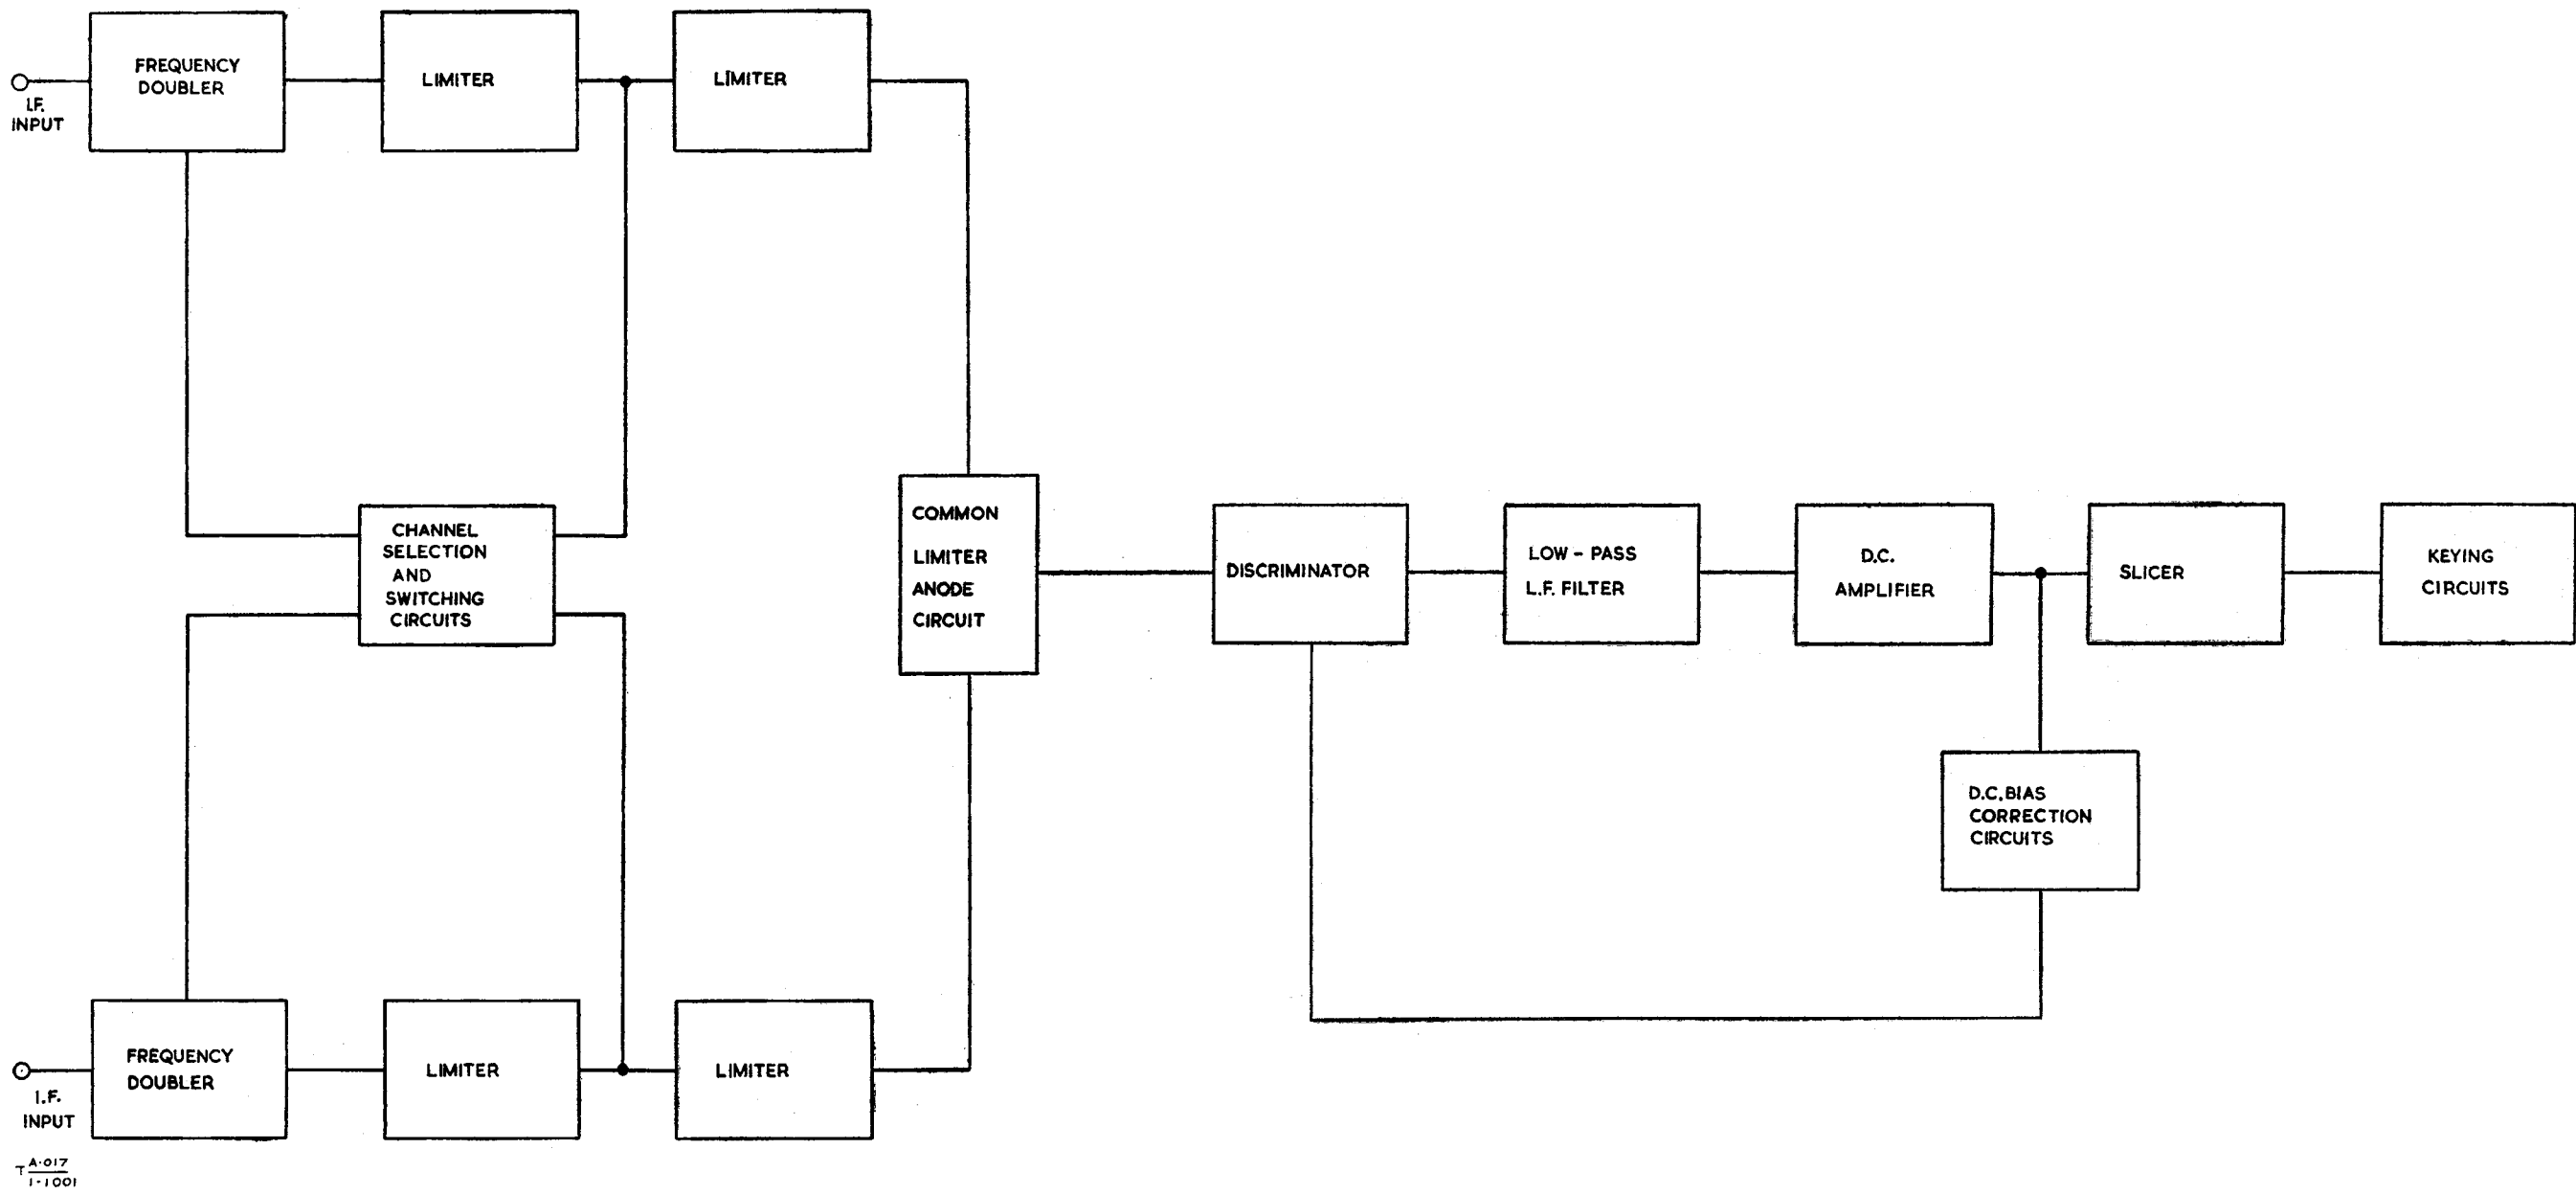 FREQUENCY
DOUBLER
LIMITER
LIMITER
I.F.
INPUT
CHANNEL
SELECTION
AND
SWITCHING
CIRCUITS
COMMON
LIMITER
ANODE
CIRCUIT
DISCRIMINATOR
LOW - PASS
L.F. FILTER
D.C.
AMPLIFIER
SLICER
KEYING
CIRCUITS
D.C. BIAS
CORRECTION
CIRCUITS
FREQUENCY
DOUBLER
LIMITER
LIMITER
I.F.
INPUT
T A·017
1-1001